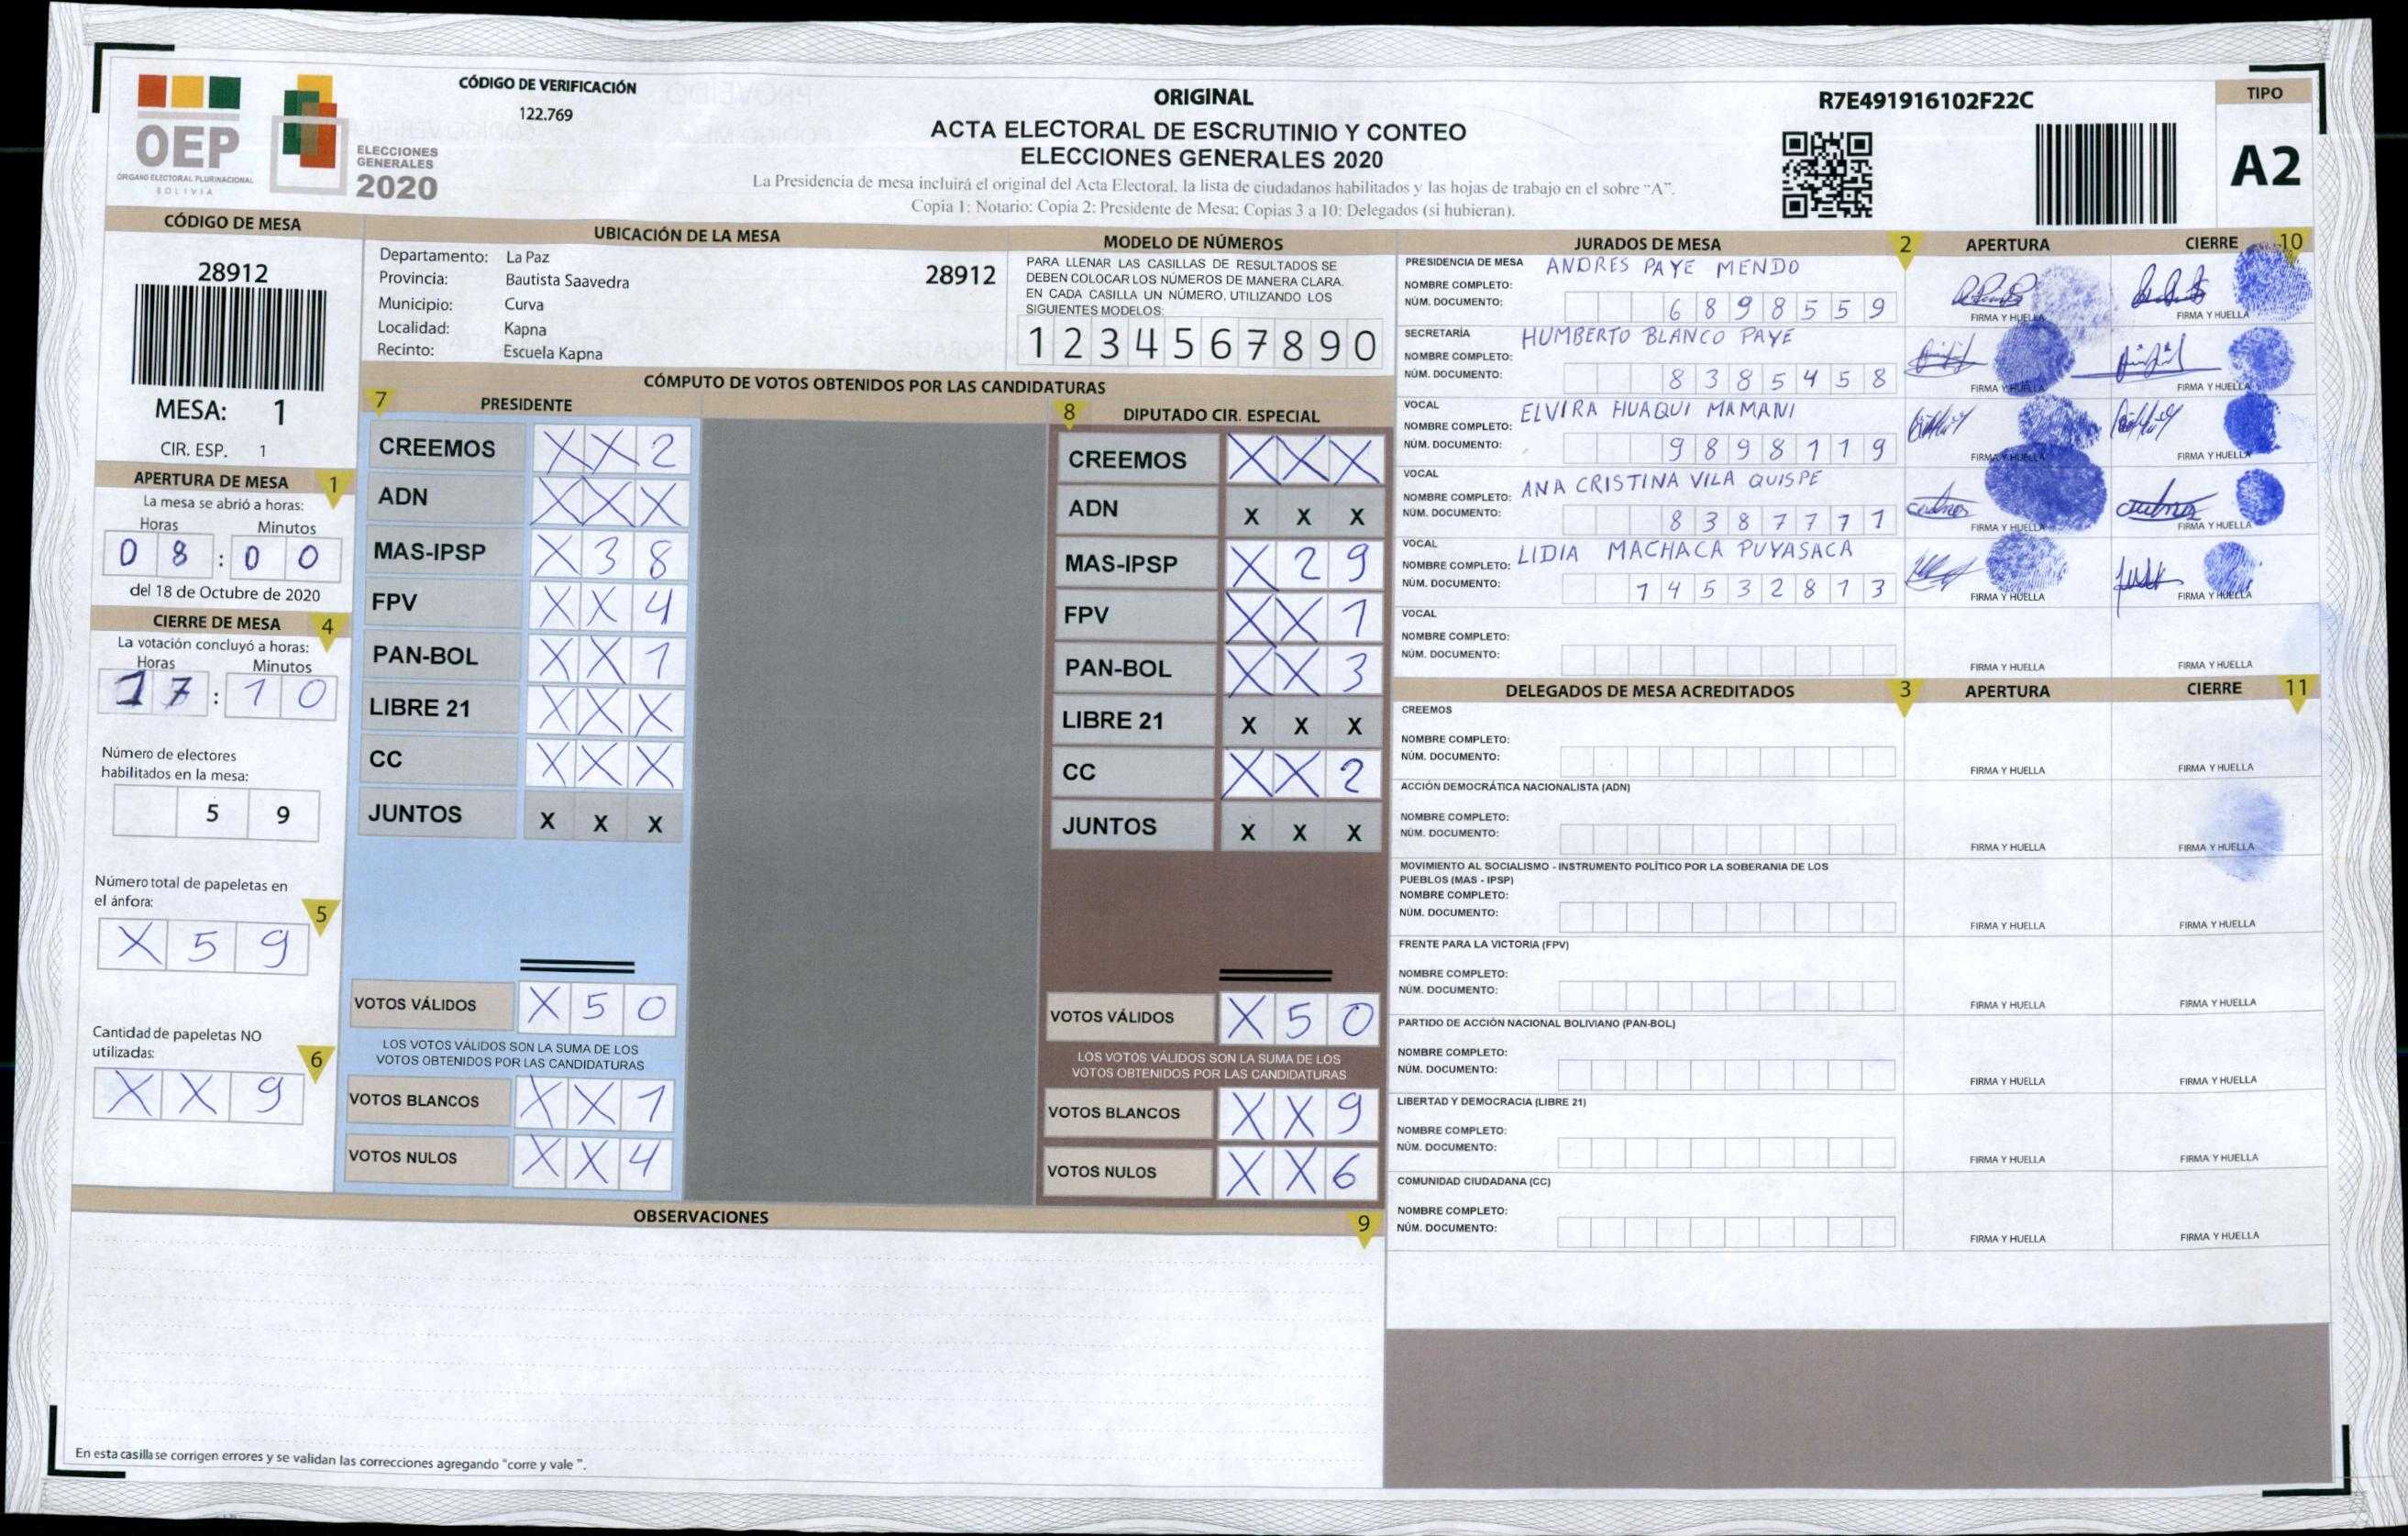 CÓDIGO DE VERIFICACIÓN
122.769
OEP
ÓRGANO ELECTORAL PLURINACIONAL
BOLIVIA
ELECCIONES
GENERALES
2020
ORIGINAL
ACTA ELECTORAL DE ESCRUTINIO Y CONTEO
ELECCIONES GENERALES 2020
La Presidencia de mesa incluirá el original del Acta Electoral, la lista de ciudadanos habilitados y las hojas de trabajo en el sobre "A".
Copia 1: Notario; Copia 2: Presidente de Mesa; Copias 3 a 10: Delegados (si hubieran).
R7E491916102F22C
TIPO
A2
CÓDIGO DE MESA
28912
MESA: 1
CIR. ESP. 1
APERTURA DE MESA 1
La mesa se abrió a horas:
Horas Minutos
0 8 : 0 0
del 18 de Octubre de 2020
CIERRE DE MESA 4
La votación concluyó a horas:
Horas Minutos
1 7 : 1 0
Número de electores
habilitados en la mesa:
5 9
Número total de papeletas en
el ánfora:
5
X 5 9
Cantidad de papeletas NO
utilizadas:
6
X X 9
UBICACIÓN DE LA MESA
Departamento: La Paz
Provincia: Bautista Saavedra
28912
Municipio: Curva
Localidad: Kapna
Recinto: Escuela Kapna
MODELO DE NÚMEROS
PARA LLENAR LAS CASILLAS DE RESULTADOS SE
DEBEN COLOCAR LOS NÚMEROS DE MANERA CLARA.
EN CADA CASILLA UN NÚMERO, UTILIZANDO LOS
SIGUIENTES MODELOS:
1 2 3 4 5 6 7 8 9 0
CÓMPUTO DE VOTOS OBTENIDOS POR LAS CANDIDATURAS
7 PRESIDENTE
CREEMOS X X 2
ADN X X X
MAS-IPSP X 3 8
FPV X X 4
PAN-BOL X X 1
LIBRE 21 X X X
CC X X X
JUNTOS X X X
VOTOS VÁLIDOS X 5 0
LOS VOTOS VÁLIDOS SON LA SUMA DE LOS
VOTOS OBTENIDOS POR LAS CANDIDATURAS
VOTOS BLANCOS X X 1
VOTOS NULOS X X 4
8 DIPUTADO CIR. ESPECIAL
CREEMOS X X X
ADN X X X
MAS-IPSP X 2 9
FPV X X 1
PAN-BOL X X 3
LIBRE 21 X X X
CC X X 2
JUNTOS X X X
VOTOS VÁLIDOS X 5 0
LOS VOTOS VÁLIDOS SON LA SUMA DE LOS
VOTOS OBTENIDOS POR LAS CANDIDATURAS
VOTOS BLANCOS X X 9
VOTOS NULOS X X 6
OBSERVACIONES 9
En esta casilla se corrigen errores y se validan las correcciones agregando "corre y vale ".
JURADOS DE MESA 2 APERTURA CIERRE 10
PRESIDENCIA DE MESA ANDRES PAYE MENDO
NOMBRE COMPLETO:
NÚM. DOCUMENTO: 6 8 9 8 5 5 9
FIRMA Y HUELLA FIRMA Y HUELLA
SECRETARÍA HUMBERTO BLANCO PAYE
NOMBRE COMPLETO:
NÚM. DOCUMENTO: 8 3 8 5 4 5 8
FIRMA Y HUELLA FIRMA Y HUELLA
VOCAL ELVIRA HUAQUI MAMANI
NOMBRE COMPLETO:
NÚM. DOCUMENTO: 9 8 9 8 1 1 9
FIRMA Y HUELLA FIRMA Y HUELLA
VOCAL
NOMBRE COMPLETO: ANA CRISTINA VILA QUISPE
NÚM. DOCUMENTO: 8 3 8 7 7 7 1
FIRMA Y HUELLA FIRMA Y HUELLA
VOCAL
NOMBRE COMPLETO: LIDIA MACHACA PUYASACA
NÚM. DOCUMENTO: 1 4 5 3 2 8 1 3
FIRMA Y HUELLA FIRMA Y HUELLA
VOCAL
NOMBRE COMPLETO:
NÚM. DOCUMENTO:
FIRMA Y HUELLA FIRMA Y HUELLA
DELEGADOS DE MESA ACREDITADOS 3 APERTURA CIERRE 11
CREEMOS
NOMBRE COMPLETO:
NÚM. DOCUMENTO:
FIRMA Y HUELLA FIRMA Y HUELLA
ACCIÓN DEMOCRÁTICA NACIONALISTA (ADN)
NOMBRE COMPLETO:
NÚM. DOCUMENTO:
FIRMA Y HUELLA FIRMA Y HUELLA
MOVIMIENTO AL SOCIALISMO - INSTRUMENTO POLÍTICO POR LA SOBERANIA DE LOS
PUEBLOS (MAS - IPSP)
NOMBRE COMPLETO:
NÚM. DOCUMENTO:
FIRMA Y HUELLA FIRMA Y HUELLA
FRENTE PARA LA VICTORIA (FPV)
NOMBRE COMPLETO:
NÚM. DOCUMENTO:
FIRMA Y HUELLA FIRMA Y HUELLA
PARTIDO DE ACCIÓN NACIONAL BOLIVIANO (PAN-BOL)
NOMBRE COMPLETO:
NÚM. DOCUMENTO:
FIRMA Y HUELLA FIRMA Y HUELLA
LIBERTAD Y DEMOCRACIA (LIBRE 21)
NOMBRE COMPLETO:
NÚM. DOCUMENTO:
FIRMA Y HUELLA FIRMA Y HUELLA
COMUNIDAD CIUDADANA (CC)
NOMBRE COMPLETO:
NÚM. DOCUMENTO:
FIRMA Y HUELLA FIRMA Y HUELLA